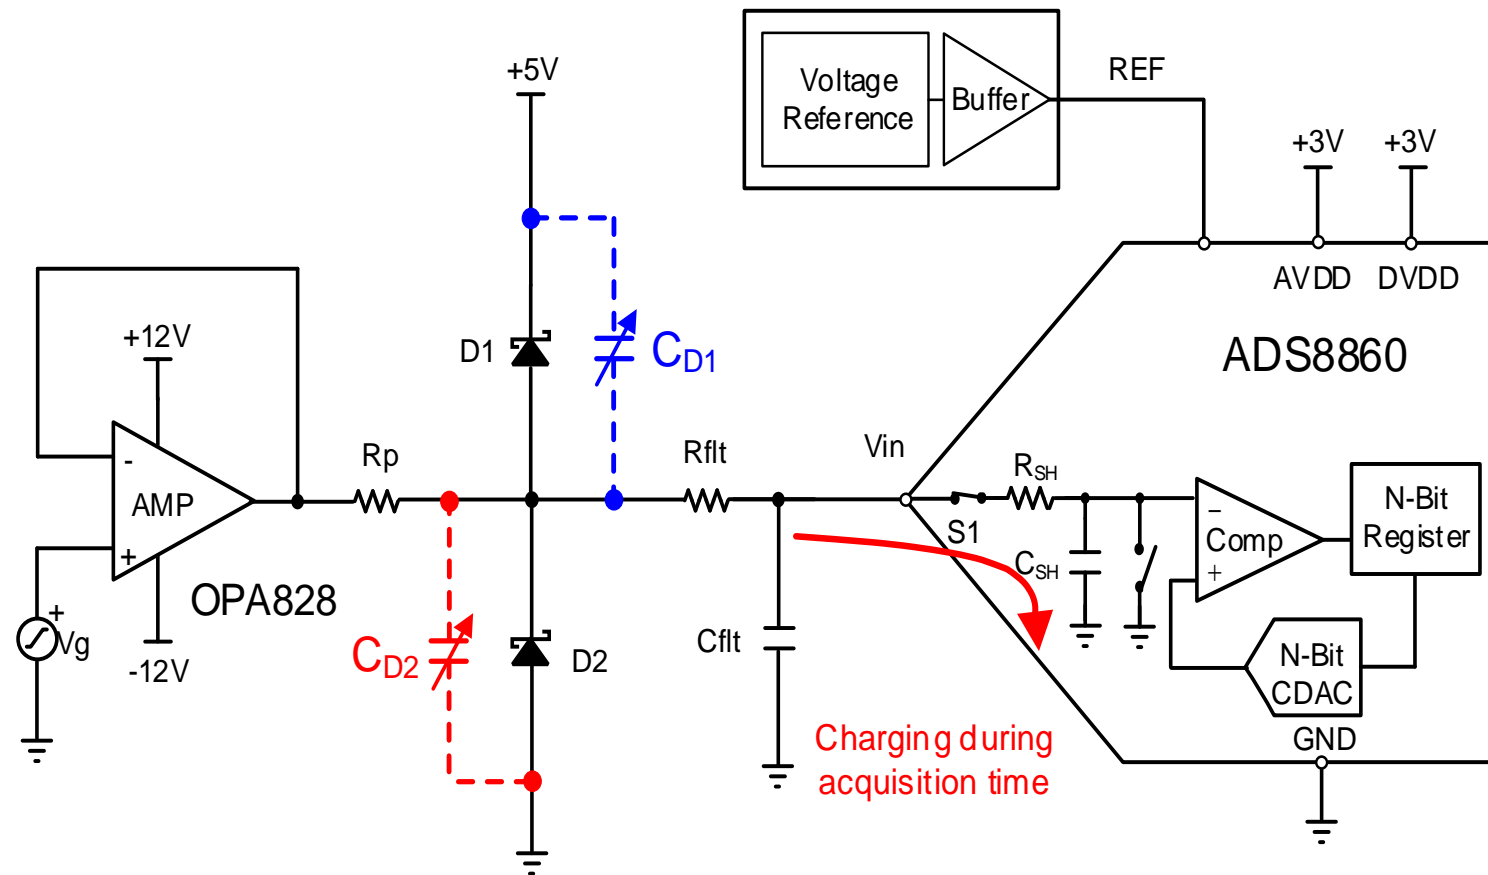 +5V
Voltage
Reference
Buffer
REF
+3V
+3V
AVDD
DVDD
ADS8860
+12V
D1
CD1
Rp
Rflt
Vin
RSH
S1
CSH
-
AMP
+
OPA828
-12V
+
Vg
CD2
D2
Cflt
−
Comp
+
N-Bit
Register
N-Bit
CDAC
Charging during
acquisition time
GND